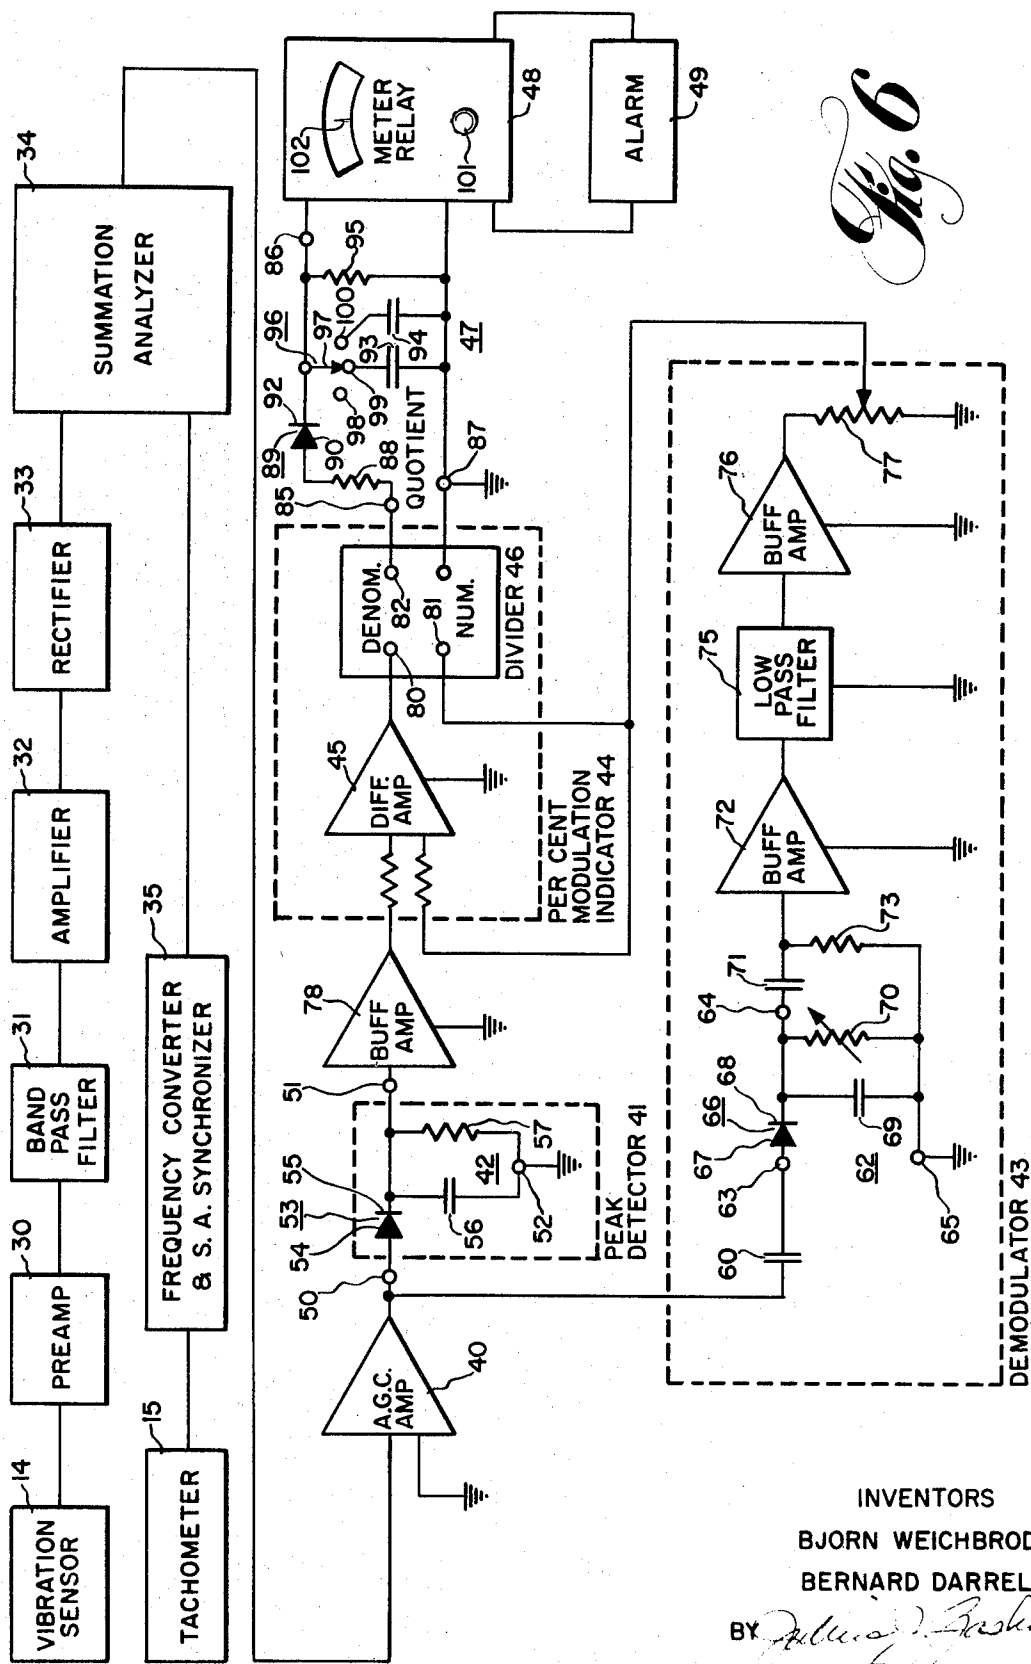 14
VIBRATION
SENSOR
30
PREAMP
31
BAND
PASS
FILTER
32
AMPLIFIER
33
RECTIFIER
34
SUMMATION
ANALYZER
15
TACHOMETER
35
FREQUENCY CONVERTER
& S. A. SYNCHRONIZER
A.G.C.
AMP
40
50
53
54
55
56
42
57
52
PEAK
DETECTOR 41
51
78
BUFF
AMP
45
DIFF.
AMP
PER CENT
MODULATION
INDICATOR 44
DENOM.
80
82
81
NUM.
DIVIDER 46
85
88
QUOTIENT
87
89
90
92
96
97
98
99
100
93
94
95
47
86
102
METER
RELAY
101
48
ALARM
49
60
63
67
66
68
69
62
65
64
70
71
73
72
BUFF
AMP
75
LOW
PASS
FILTER
76
BUFF
AMP
77
DEMODULATOR 43
Fig. 6
INVENTORS
BJORN WEICHBROD
BERNARD DARREL
BY